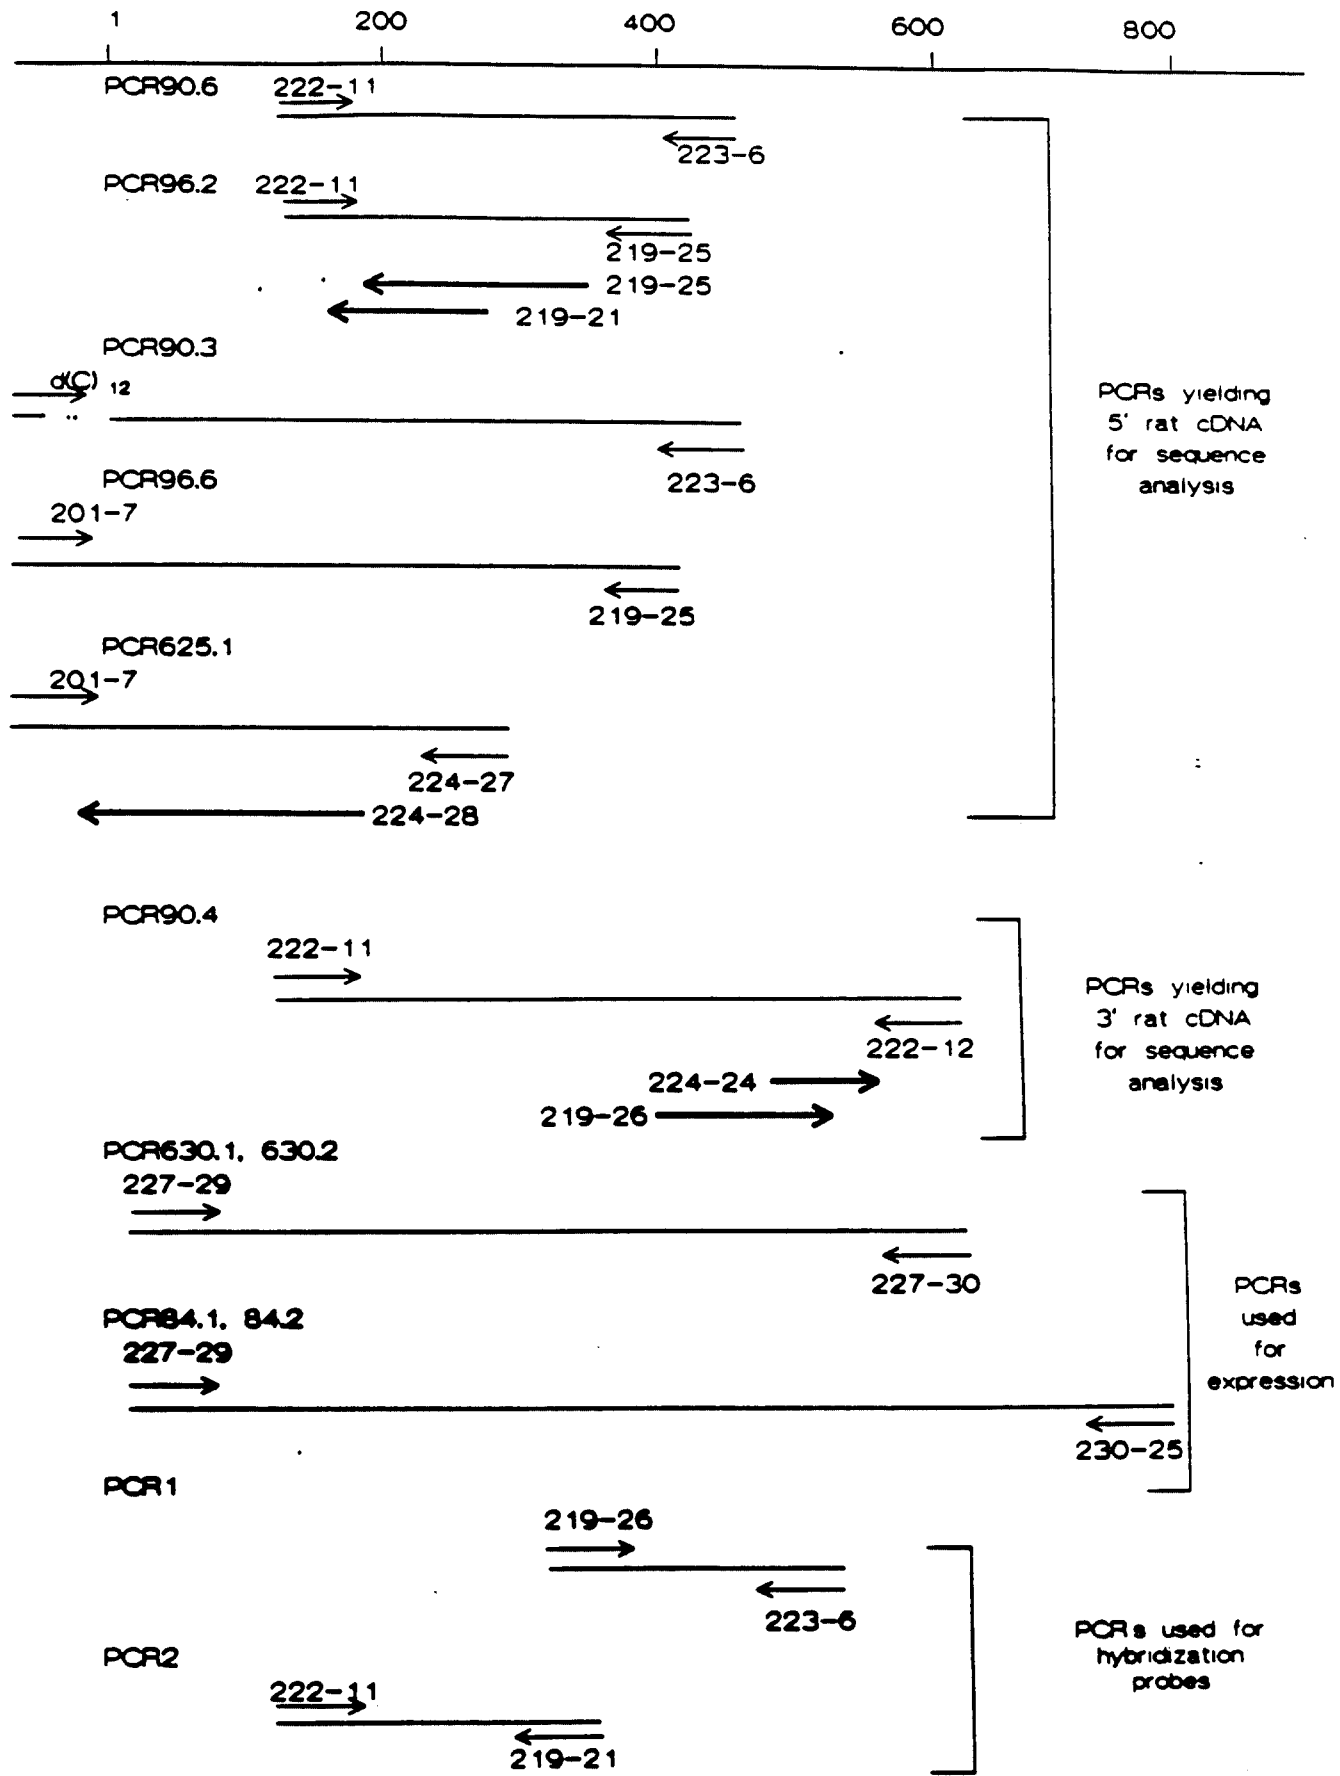 1 200 400 600 800
PCR90.6 222-11
223-6
PCR96.2 222-11
219-25
219-25
219-21
PCR90.3
d(C) 12
223-6
PCR96.6
201-7
219-25
PCR625.1
201-7
224-27
224-28
PCRs yielding
5' rat cDNA
for sequence
analysis
PCR90.4
222-11
222-12
224-24
219-26
PCRs yielding
3' rat cDNA
for sequence
analysis
PCR630.1, 630.2
227-29
227-30
PCR84.1, 84.2
227-29
230-25
PCRs
used
for
expression
PCR1
219-26
223-6
PCR2
222-11
219-21
PCRs used for
hybridization
probes